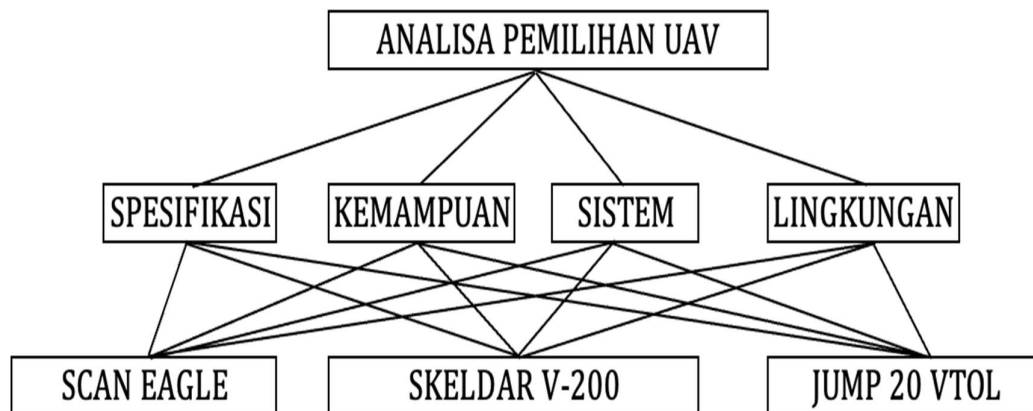 ANALISA PEMILIHAN UAV
SPESIFIKASI
KEMAMPUAN
SISTEM
LINGKUNGAN
SCAN EAGLE
SKELDAR V-200
JUMP 20 VTOL